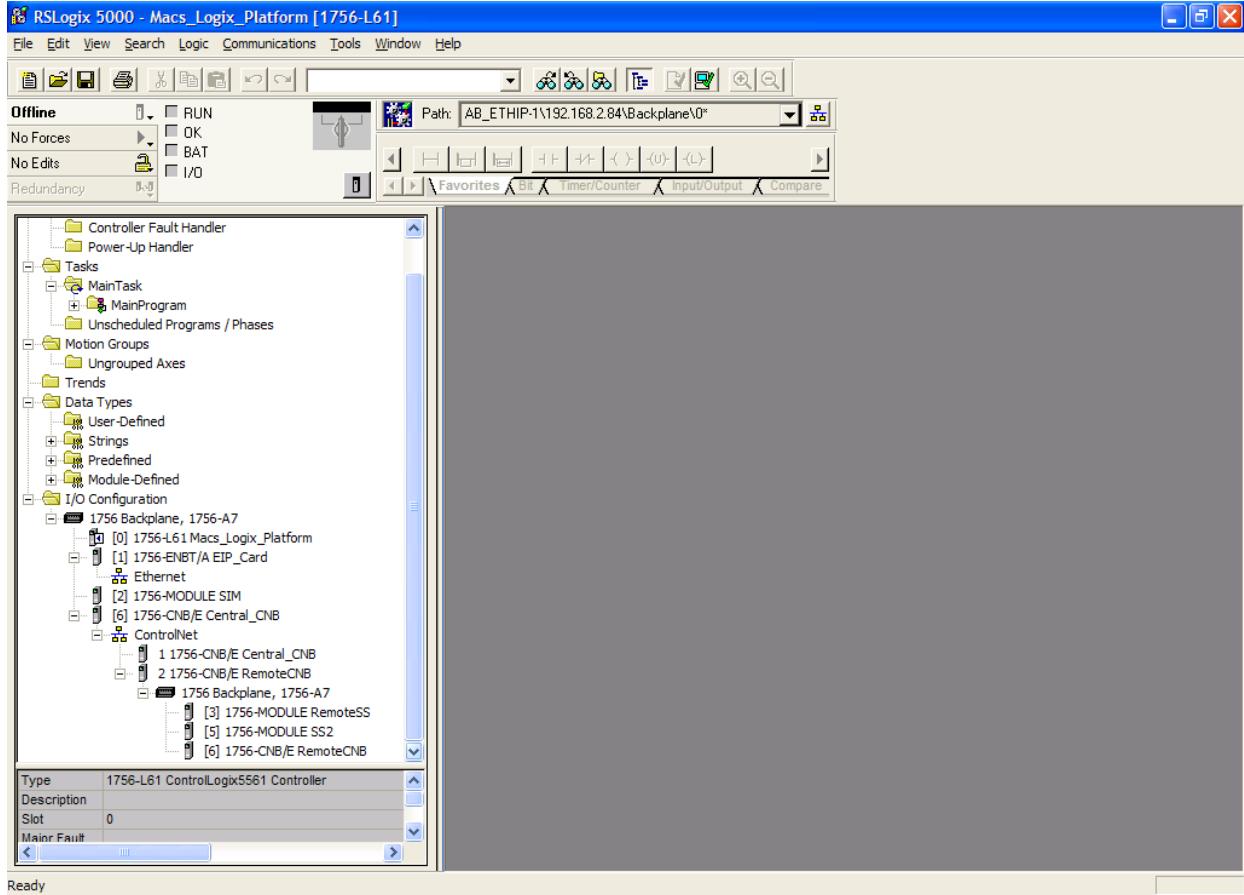 RSLogix 5000 - Macs_Logix_Platform [1756-L61]
File Edit View Search Logic Communications Tools Window Help
Offline
RUN
No Forces
OK
No Edits
BAT
Redundancy
I/O
Path: AB_ETHIP-1\192.168.2.84\Backplane\0*
Favorites Bit Timer/Counter Input/Output Compare
Controller Fault Handler
Power-Up Handler
Tasks
MainTask
MainProgram
Unscheduled Programs / Phases
Motion Groups
Ungrouped Axes
Trends
Data Types
User-Defined
Strings
Predefined
Module-Defined
I/O Configuration
1756 Backplane, 1756-A7
[0] 1756-L61 Macs_Logix_Platform
[1] 1756-ENBT/A EIP_Card
Ethernet
[2] 1756-MODULE SIM
[6] 1756-CNB/E Central_CNB
ControlNet
1 1756-CNB/E Central_CNB
2 1756-CNB/E RemoteCNB
1756 Backplane, 1756-A7
[3] 1756-MODULE RemoteSS
[5] 1756-MODULE SS2
[6] 1756-CNB/E RemoteCNB
Type 1756-L61 ControlLogix5561 Controller
Description
Slot 0
Major Fault
Ready